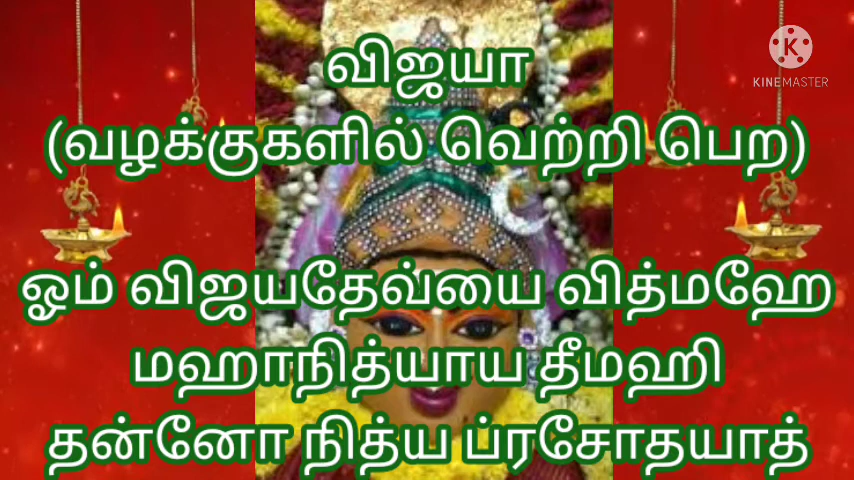 விஜயா
(வழக்குகளில் வெற்றி பெற)
ஓம் விஜயதேவ்யை வித்மஹே
மஹாநித்யாய தீமஹி
தன்னோ நித்ய ப்ரசோதயாத்
K
KINEMASTER